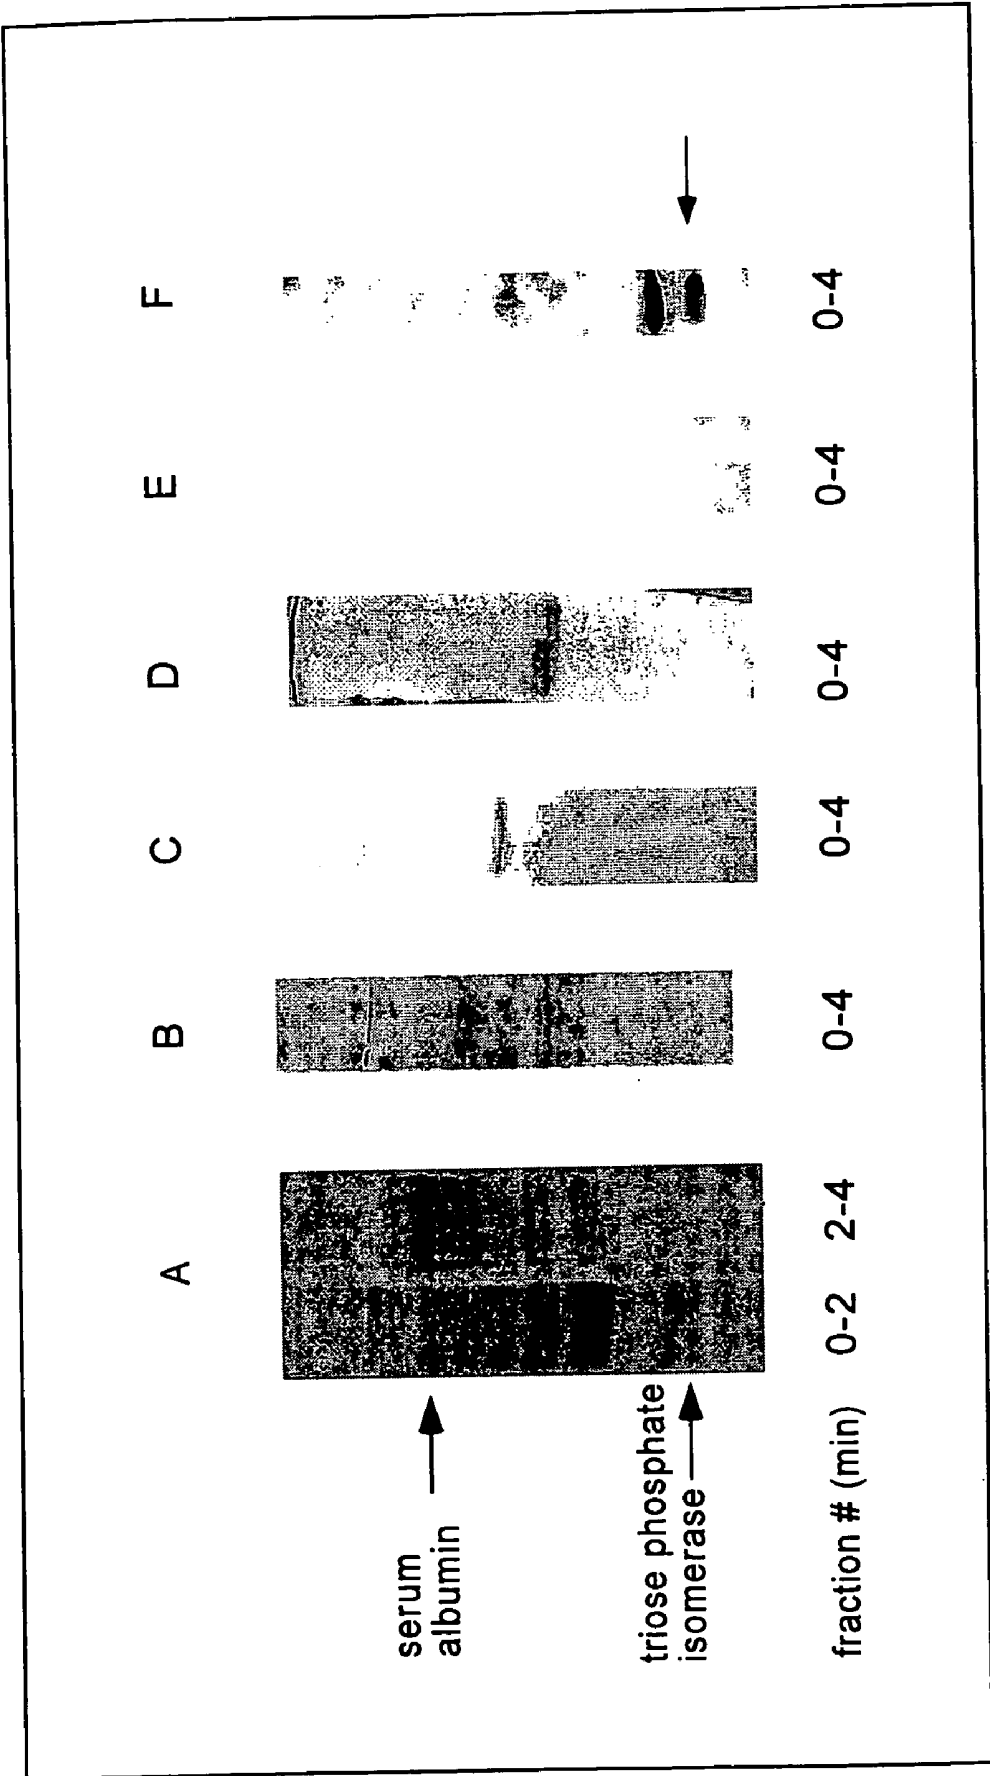 A B C D E F
serum
albumin
triose phosphate
isomerase
fraction # (min) 0-2 2-4 0-4 0-4 0-4 0-4 0-4